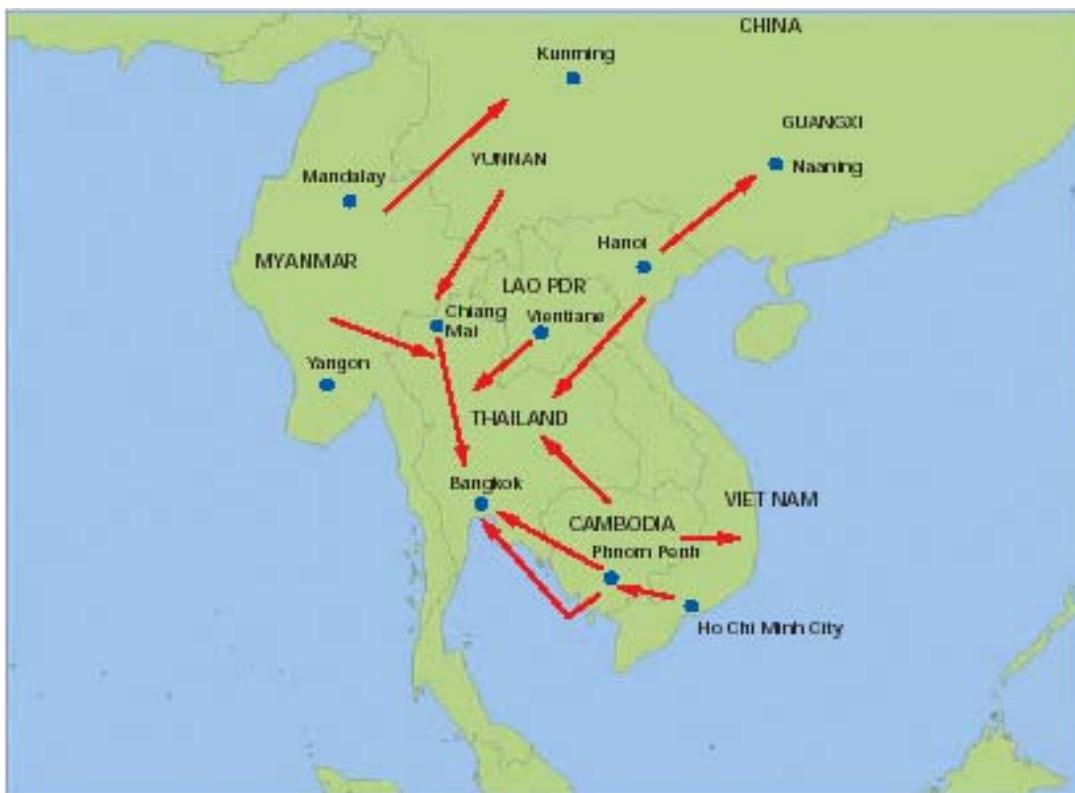 CHINA
Kunming
GUANGXI
YUNNAN
Naaning
Mandalay
Hanoi
MYANMAR
LAO PDR
Chiang
Mai
Vientiane
Yangon
THAILAND
Bangkok
VIET NAM
CAMBODIA
Phnom Penh
Ho Chi Minh City